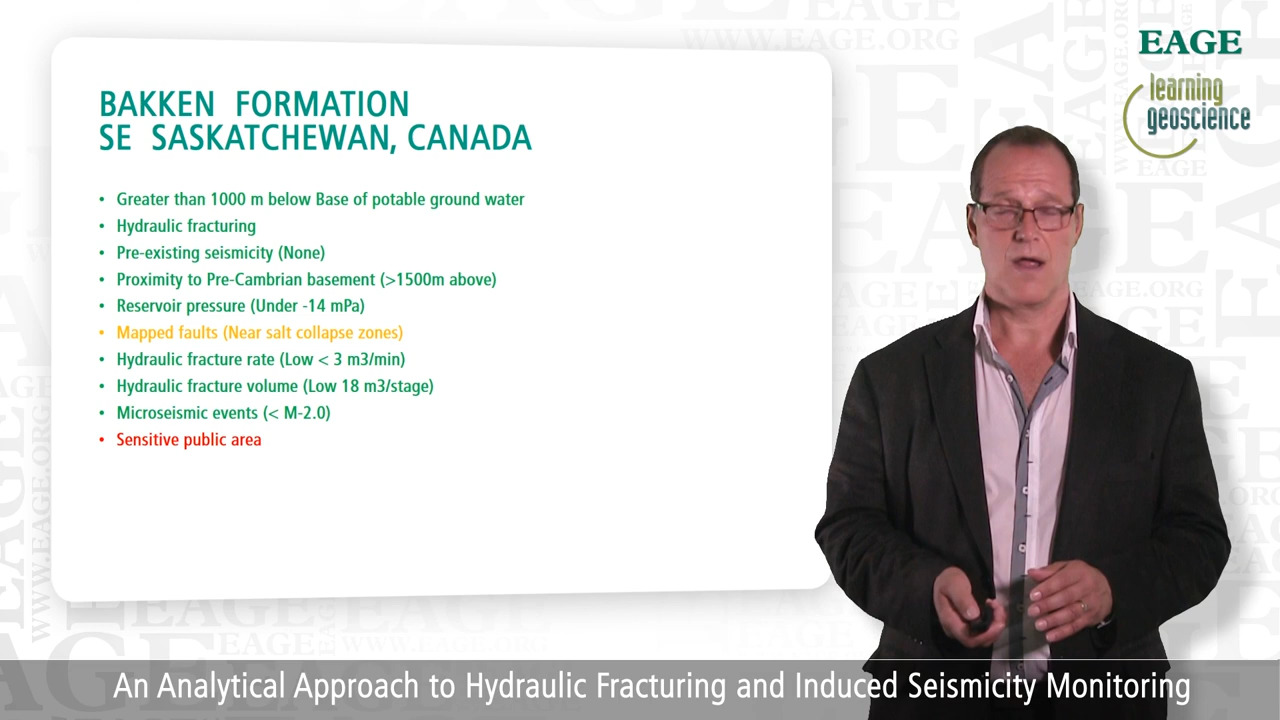 WWW.EAGE.ORG
EAGE
learning
geoscience
BAKKEN FORMATION
SE SASKATCHEWAN, CANADA
• Greater than 1000 m below Base of potable ground water
• Hydraulic fracturing
• Pre-existing seismicity (None)
• Proximity to Pre-Cambrian basement (>1500m above)
• Reservoir pressure (Under -14 mPa)
• Mapped faults (Near salt collapse zones)
• Hydraulic fracture rate (Low < 3 m3/min)
• Hydraulic fracture volume (Low 18 m3/stage)
• Microseismic events (< M-2.0)
• Sensitive public area
An Analytical Approach to Hydraulic Fracturing and Induced Seismicity Monitoring